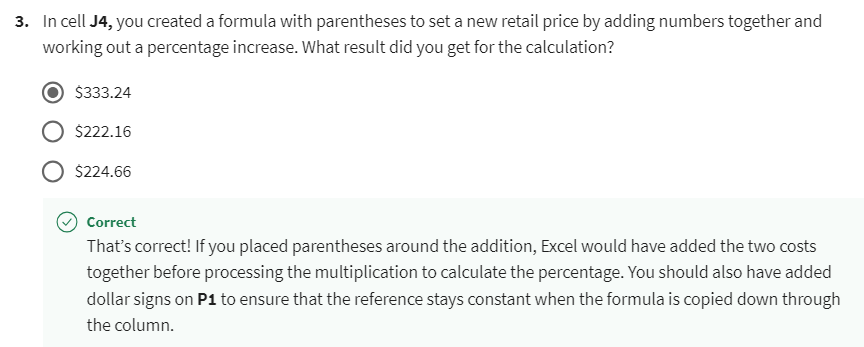 3. In cell J4, you created a formula with parentheses to set a new retail price by adding numbers together and
working out a percentage increase. What result did you get for the calculation?
$333.24
$222.16
$224.66
Correct
That’s correct! If you placed parentheses around the addition, Excel would have added the two costs
together before processing the multiplication to calculate the percentage. You should also have added
dollar signs on P1 to ensure that the reference stays constant when the formula is copied down through
the column.